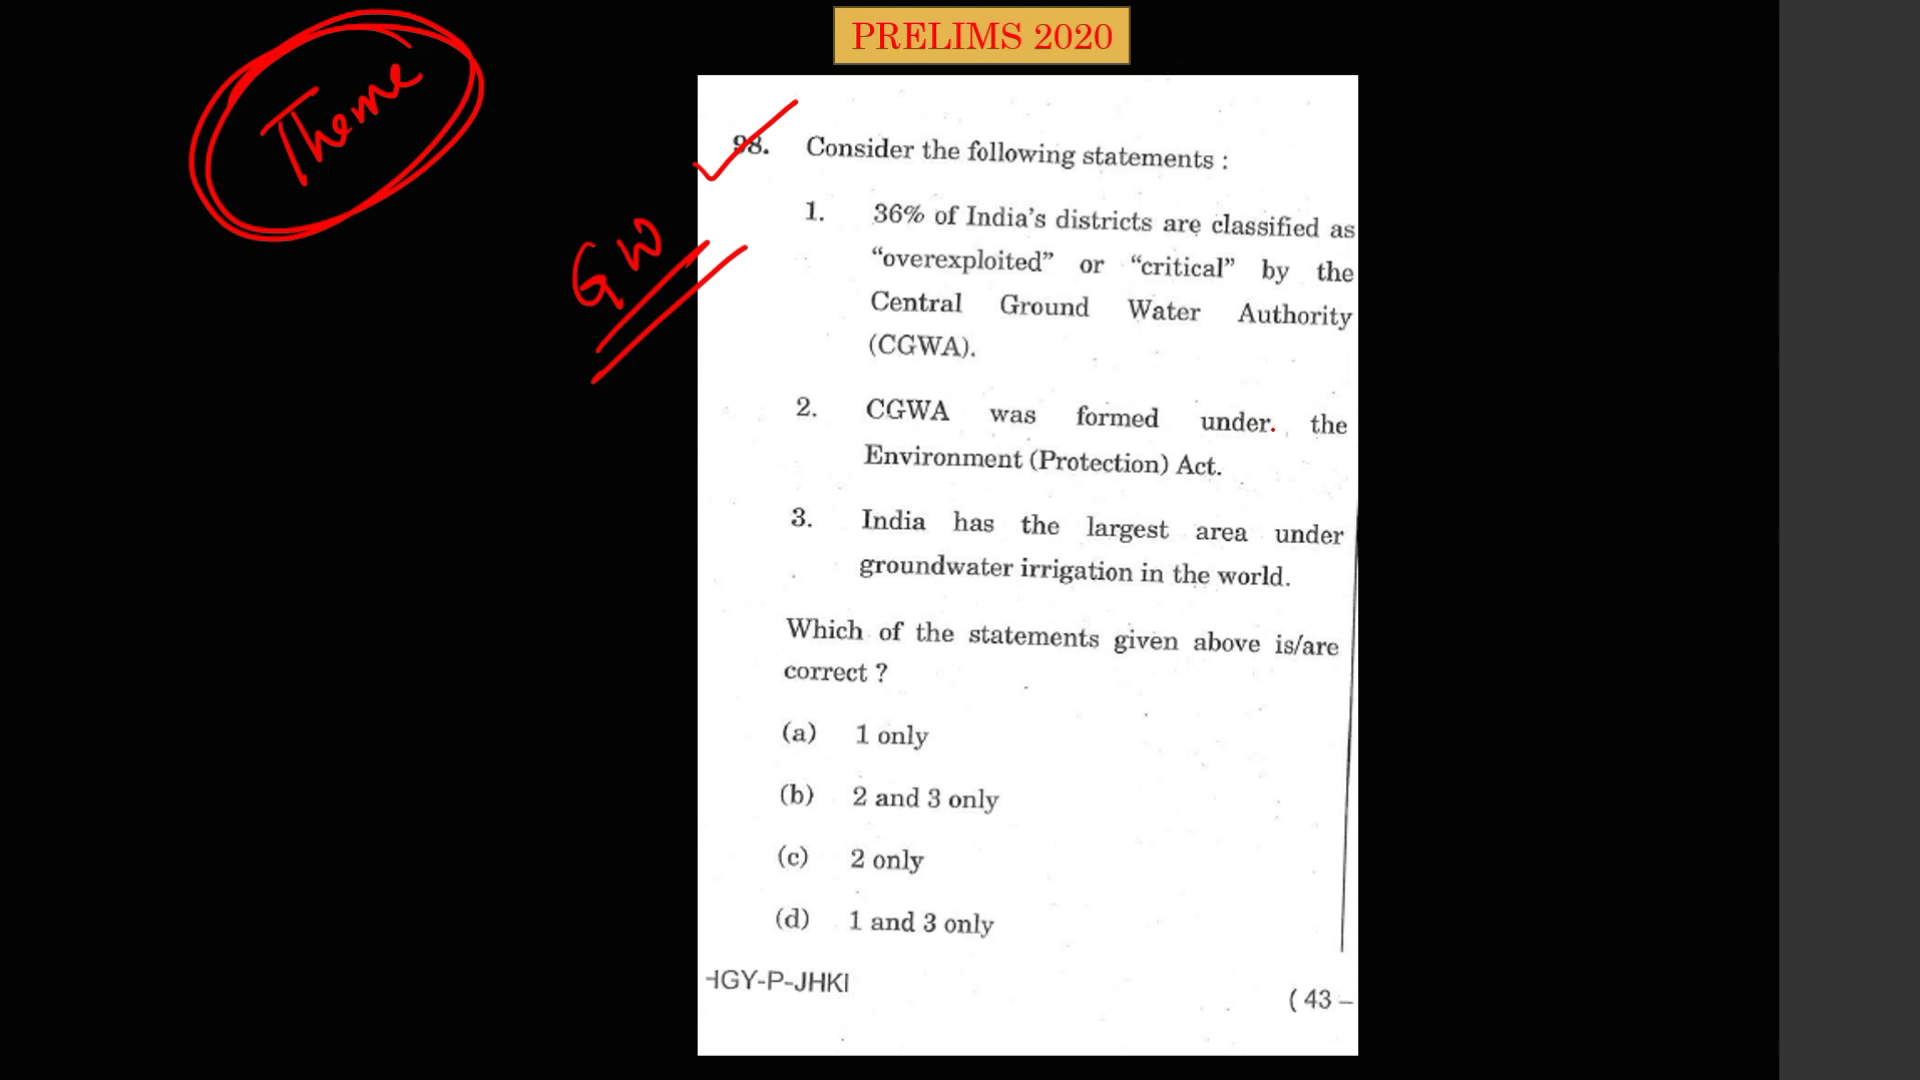 PRELIMS 2020
Theme
GW
98. Consider the following statements :
1. 36% of India's districts are classified as
“overexploited” or “critical” by the
Central Ground Water Authority
(CGWA).
2. CGWA was formed under the
Environment (Protection) Act.
3. India has the largest area under
groundwater irrigation in the world.
Which of the statements given above is/are
correct ?
(a) 1 only
(b) 2 and 3 only
(c) 2 only
(d) 1 and 3 only
HGY-P-JHKI
( 43 –